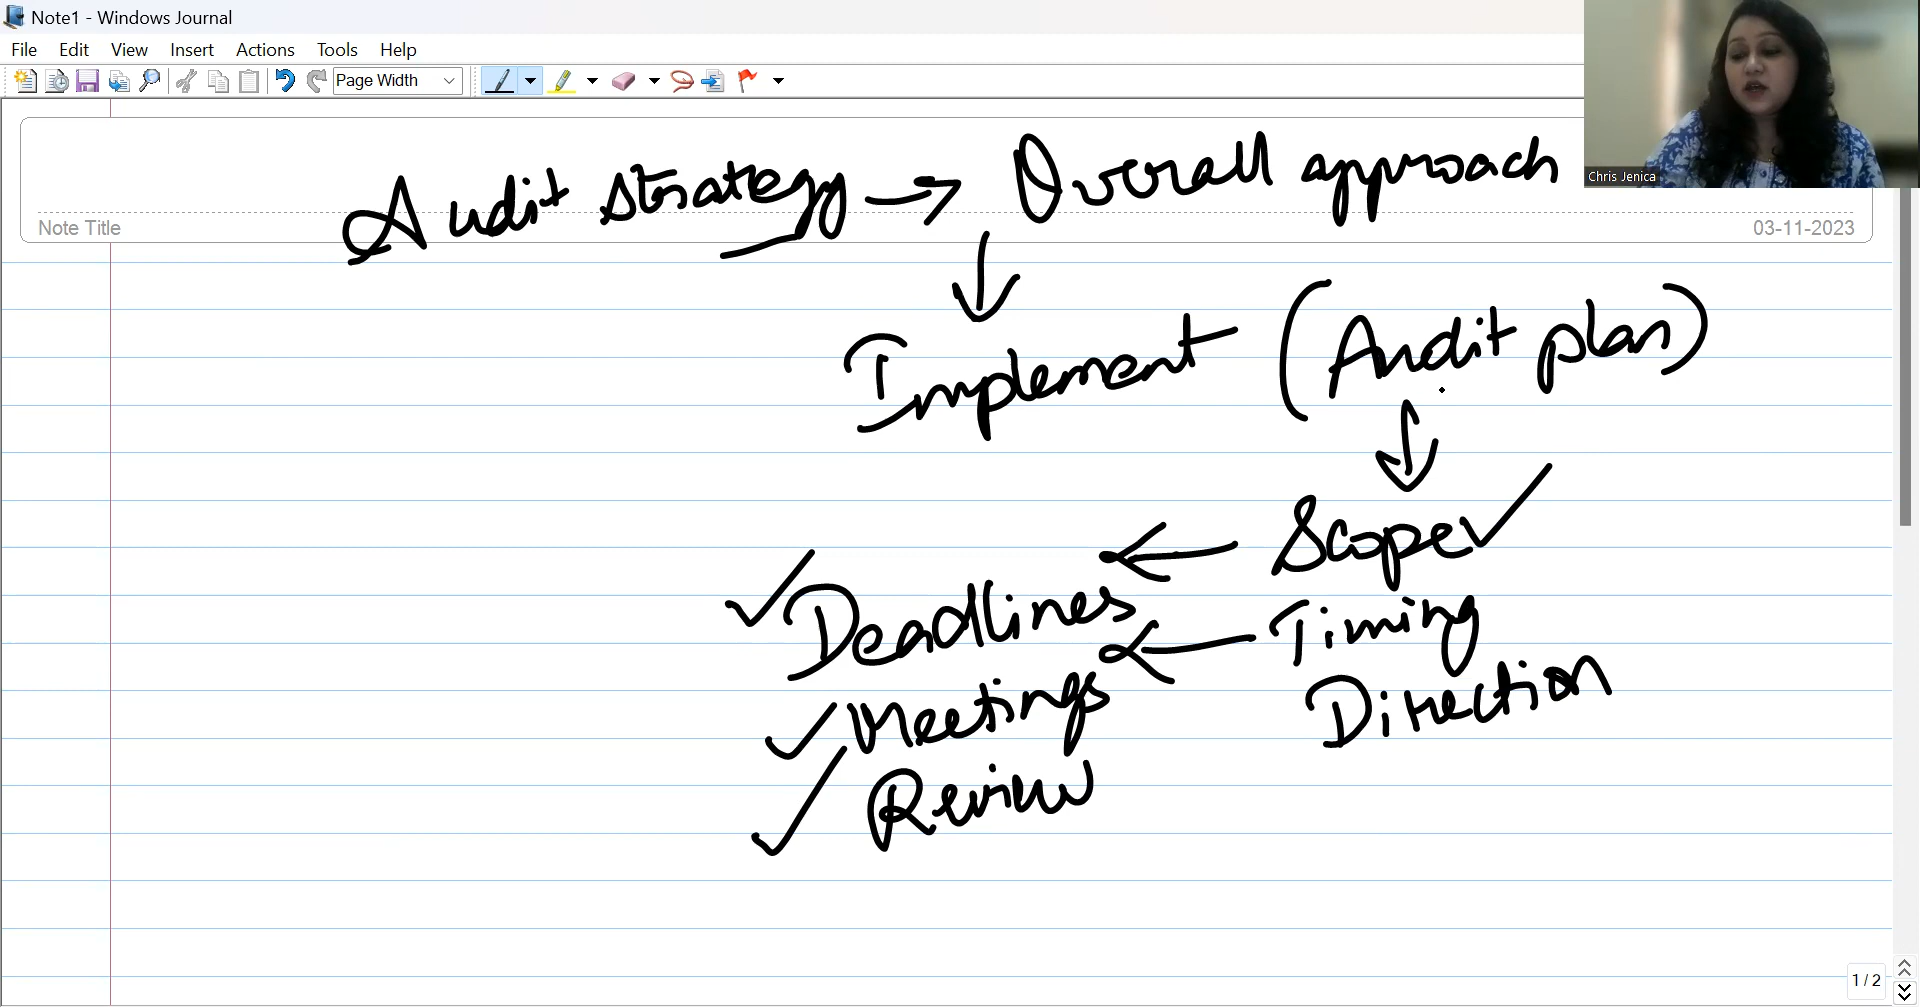 Note1 - Windows Journal
File Edit View Insert Actions Tools Help
Page Width
Chris Jenica
Audit strategy → Overall approach
Note Title
03-11-2023
Implement (Audit plan)
Scope
Deadlines
Timing
Meetings
Direction
Review
1 / 2